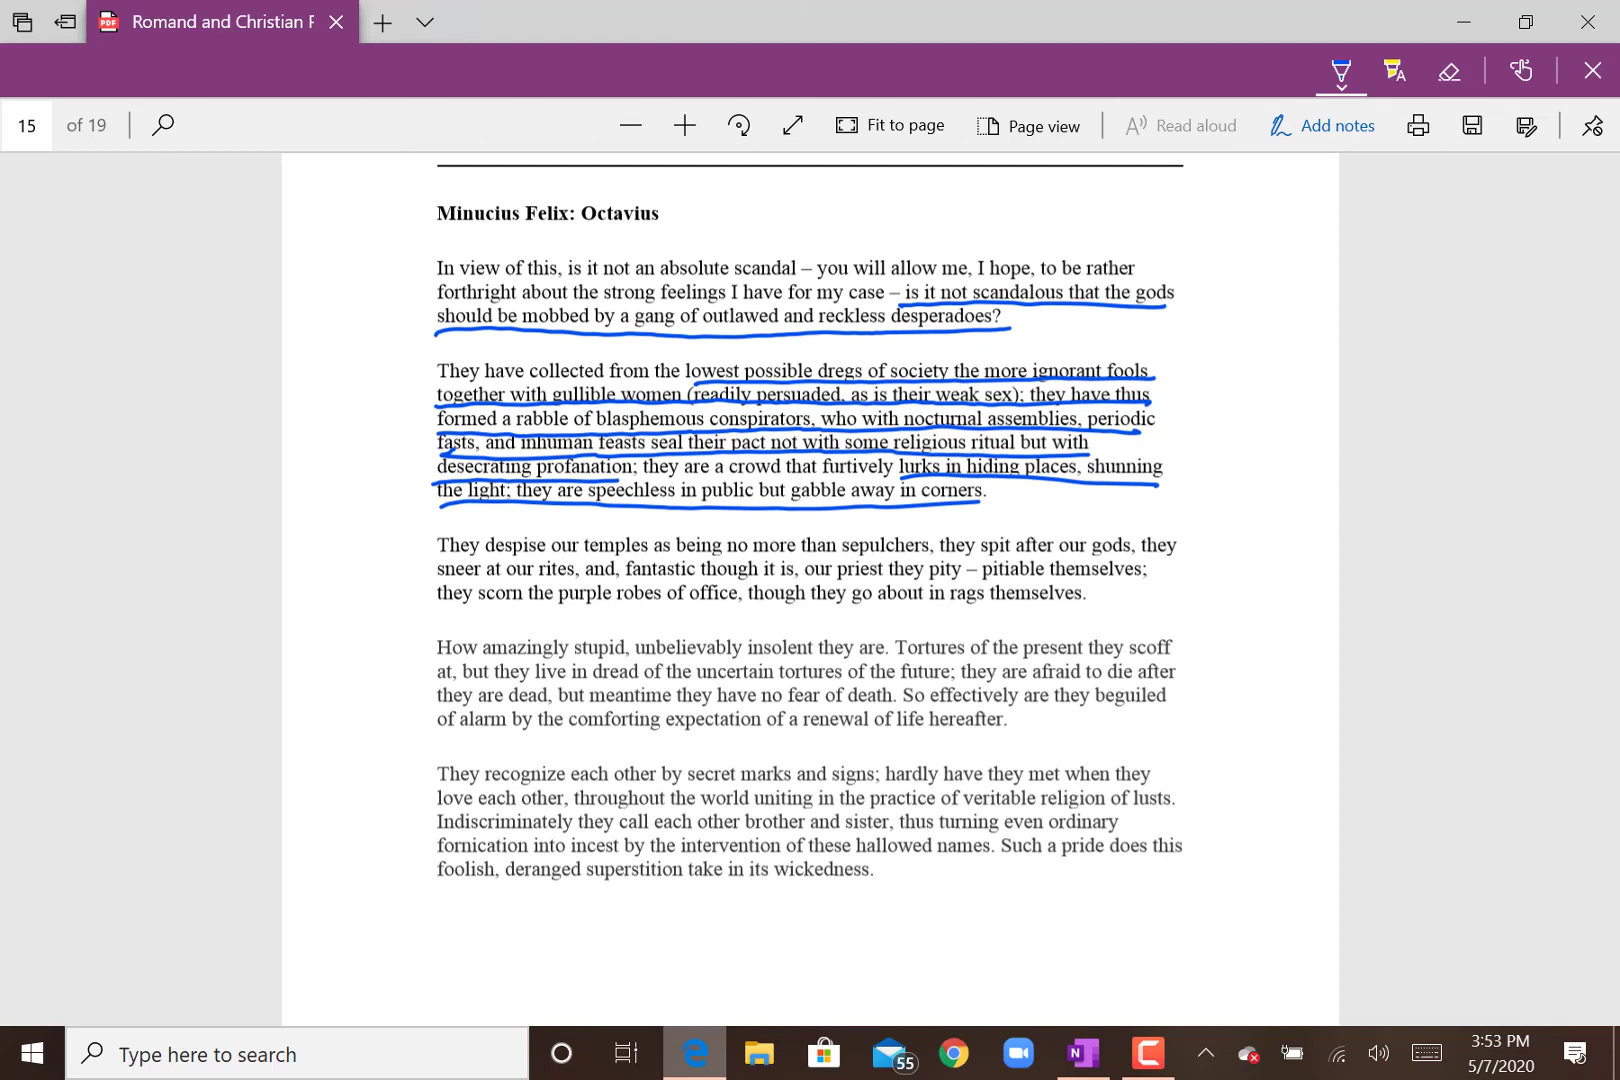 Romand and Christian F
15 of 19
Fit to page
Page view
Read aloud
Add notes
Minucius Felix: Octavius
In view of this, is it not an absolute scandal – you will allow me, I hope, to be rather
forthright about the strong feelings I have for my case – is it not scandalous that the gods
should be mobbed by a gang of outlawed and reckless desperadoes?
They have collected from the lowest possible dregs of society the more ignorant fools
together with gullible women (readily persuaded, as is their weak sex); they have thus
formed a rabble of blasphemous conspirators, who with nocturnal assemblies, periodic
fasts, and inhuman feasts seal their pact not with some religious ritual but with
desecrating profanation; they are a crowd that furtively lurks in hiding places, shunning
the light; they are speechless in public but gabble away in corners.
They despise our temples as being no more than sepulchers, they spit after our gods, they
sneer at our rites, and, fantastic though it is, our priest they pity – pitiable themselves;
they scorn the purple robes of office, though they go about in rags themselves.
How amazingly stupid, unbelievably insolent they are. Tortures of the present they scoff
at, but they live in dread of the uncertain tortures of the future; they are afraid to die after
they are dead, but meantime they have no fear of death. So effectively are they beguiled
of alarm by the comforting expectation of a renewal of life hereafter.
They recognize each other by secret marks and signs; hardly have they met when they
love each other, throughout the world uniting in the practice of veritable religion of lusts.
Indiscriminately they call each other brother and sister, thus turning even ordinary
fornication into incest by the intervention of these hallowed names. Such a pride does this
foolish, deranged superstition take in its wickedness.
Type here to search
55
3:53 PM
5/7/2020